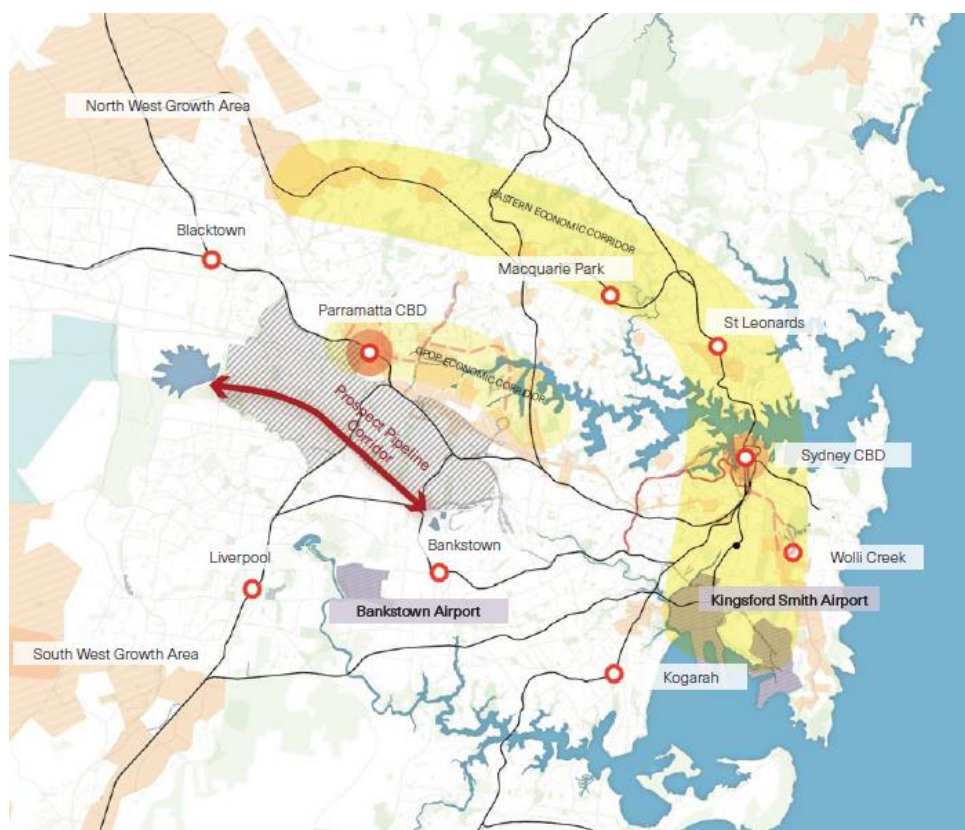 North West Growth Area
EASTERN ECONOMIC CORRIDOR
Blacktown
Macquarie Park
Parramatta CBD
St Leonards
GPOP ECONOMIC CORRIDOR
Prospect Pipeline
Corridor
Sydney CBD
Bankstown
Liverpool
Wolli Creek
Bankstown Airport
Kingsford Smith Airport
South West Growth Area
Kogarah